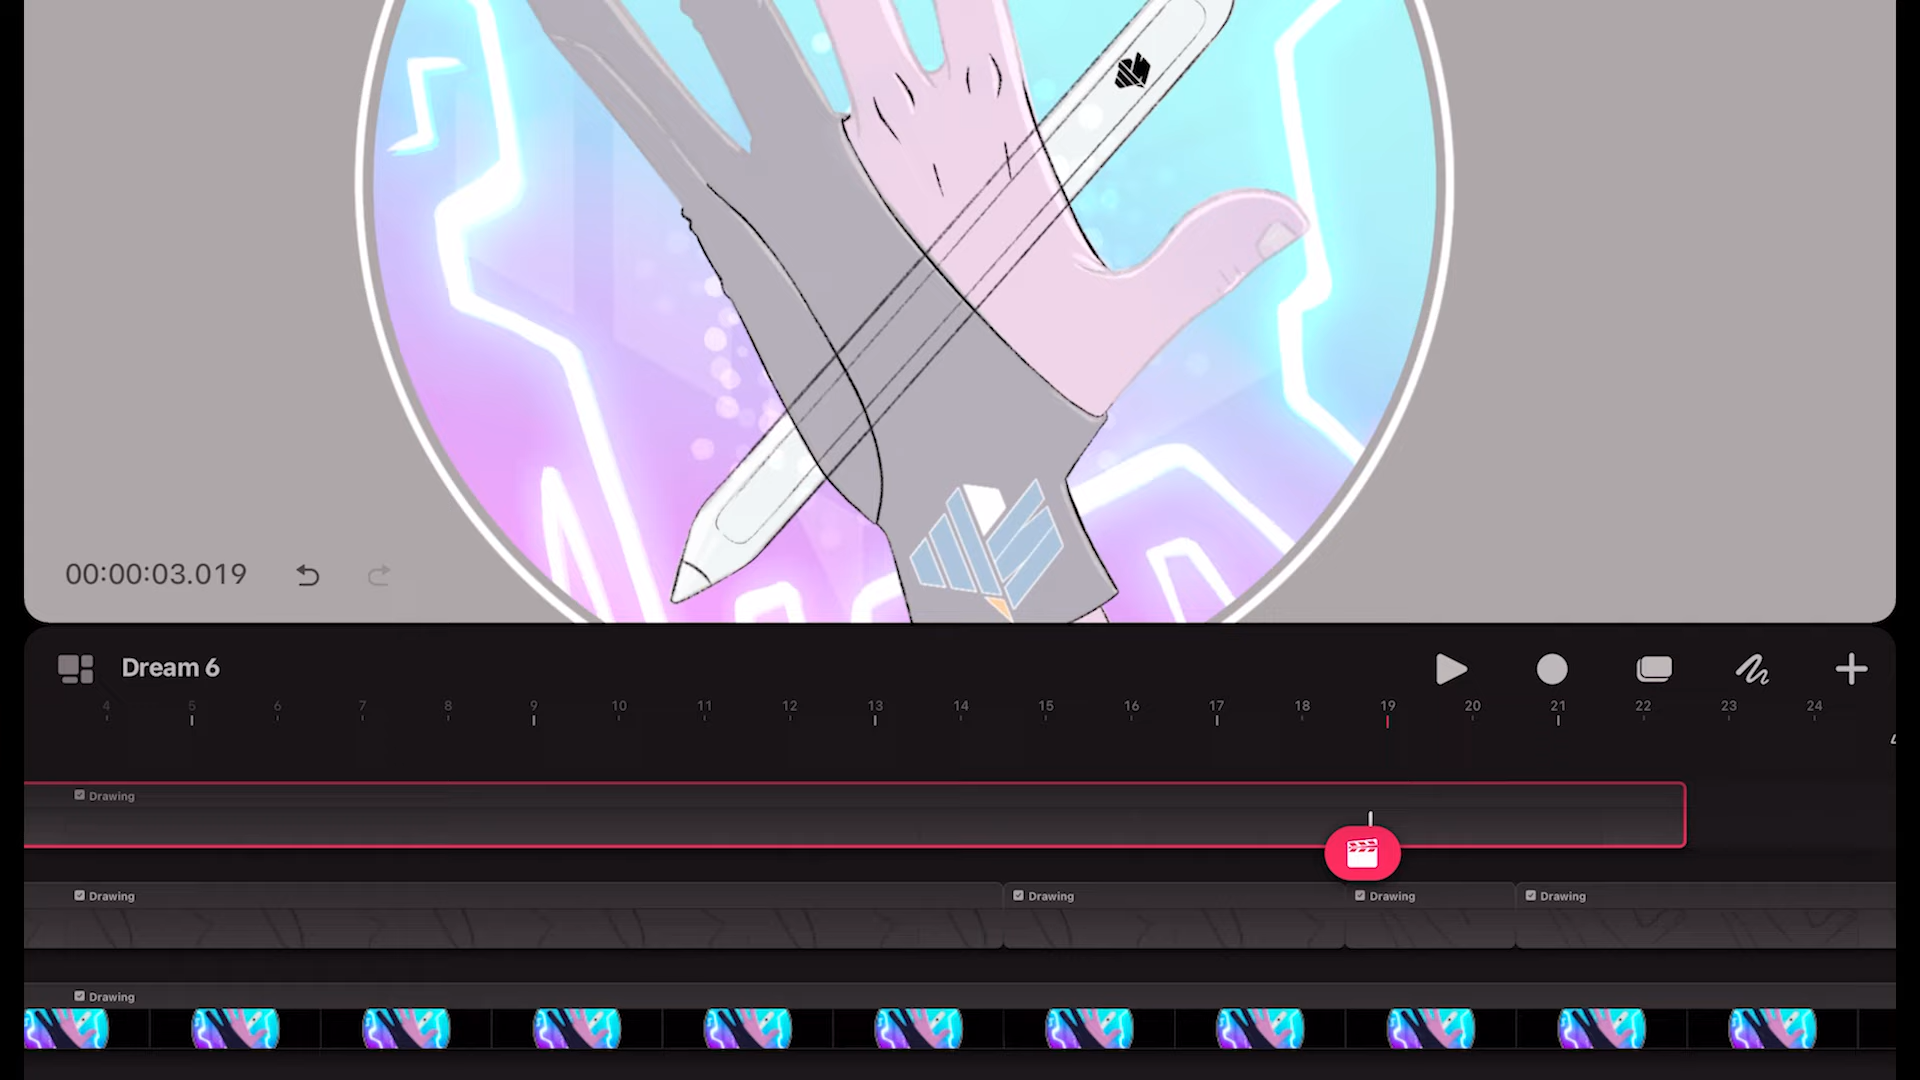 00:00:03.019
Dream 6
4 5 6 7 8 9 10 11 12 13 14 15 16 17 18 19 20 21 22 23 24
Drawing
Drawing Drawing Drawing Drawing
Drawing